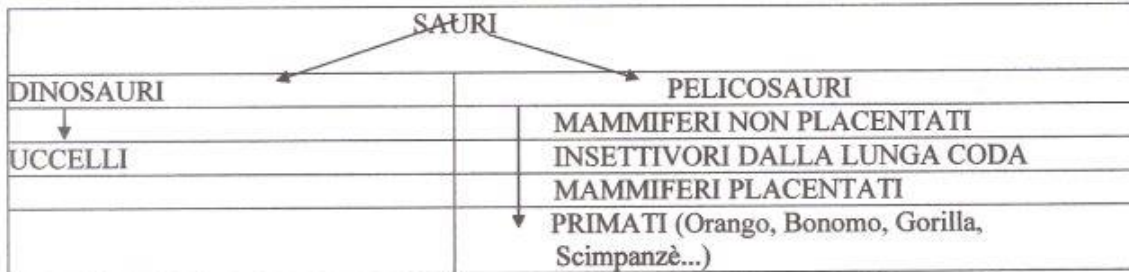 SAURI
DINOSAURI
PELICOSAURI
MAMMIFERI NON PLACENTATI
UCCELLI
INSETTIVORI DALLA LUNGA CODA
MAMMIFERI PLACENTATI
PRIMATI (Orango, Bonomo, Gorilla,
Scimpanzè...)